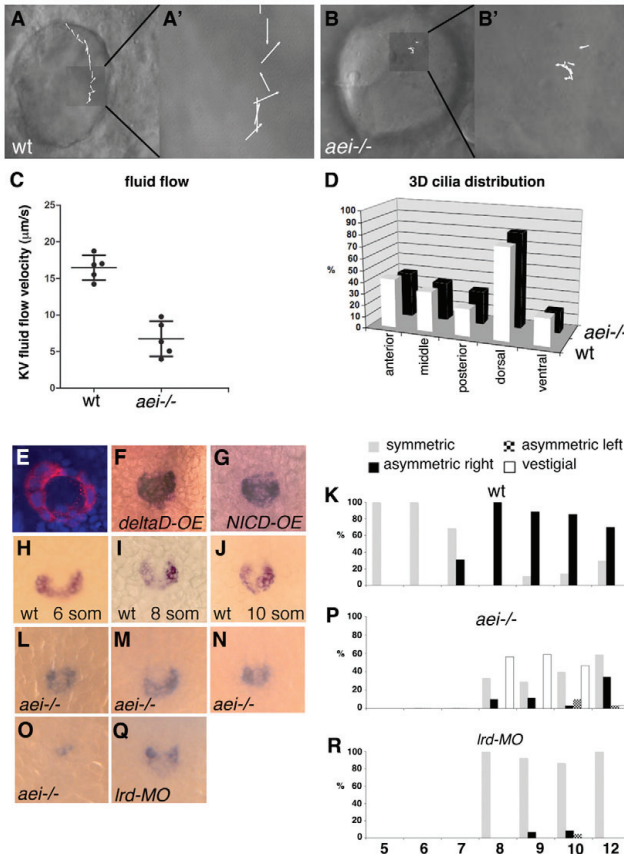 A A' B B'
wt aei-/-
C fluid flow
KV fluid flow velocity (µm/s)
25
20
15
10
5
0
wt aei-/-
D 3D cilia distribution
%
100
90
80
70
60
50
40
30
20
10
0
anterior
middle
posterior
dorsal
ventral
aei-/-
wt
E F G
deltaD-OE NICD-OE
H I J
wt 6 som wt 8 som wt 10 som
L M N
aei-/- aei-/- aei-/-
O Q
aei-/- lrd-MO
symmetric asymmetric left
asymmetric right vestigial
K wt
100
80
% 60
40
20
0
P aei-/-
100
80
% 60
40
20
0
R lrd-MO
100
80
% 60
40
20
0
5 6 7 8 9 10 12